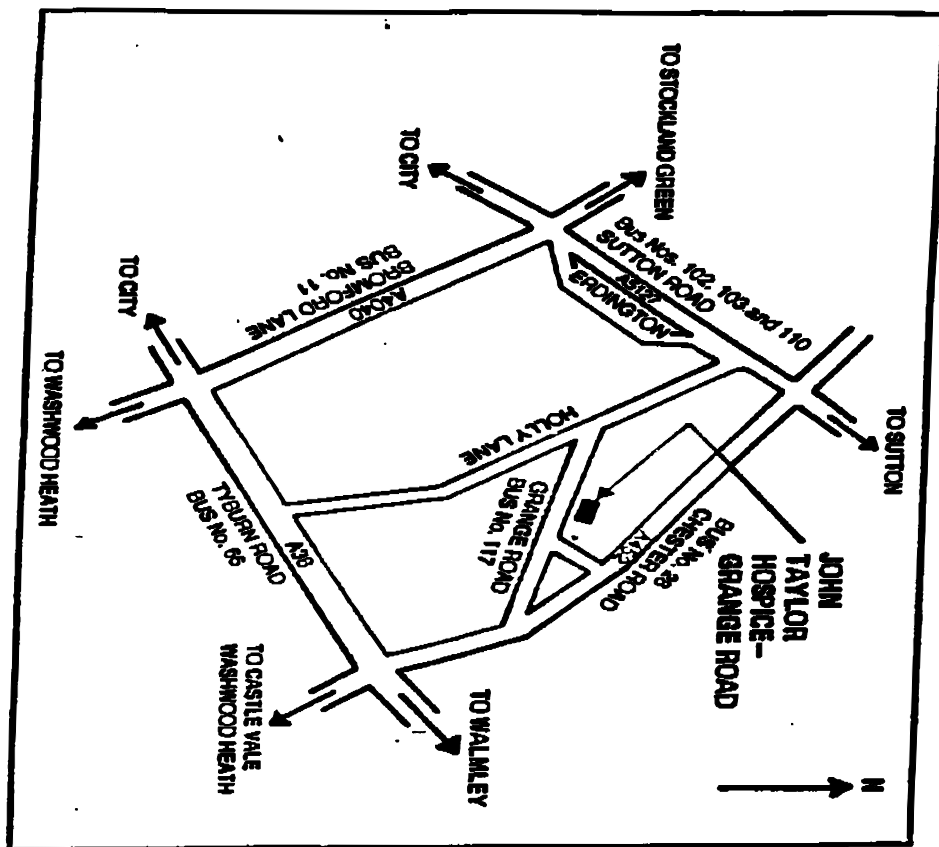 TO STOCKLAND GREEN
TO CITY
Bus Nos. 102, 103 and 110
SUTTON ROAD
A5127
ERDINGTON
TO SUTTON
A4040
BROMFORD LANE
BUS No. 11
TO CITY
TO WASHWOOD HEATH
HOLLY LANE
GRANGE ROAD
BUS No. 117
A452
CHESTER ROAD
BUS No. 28
JOHN
TAYLOR
HOSPICE–
GRANGE ROAD
A38
TYBURN ROAD
BUS No. 66
TO CASTLE VALE
WASHWOOD HEATH
TO WALMLEY
N